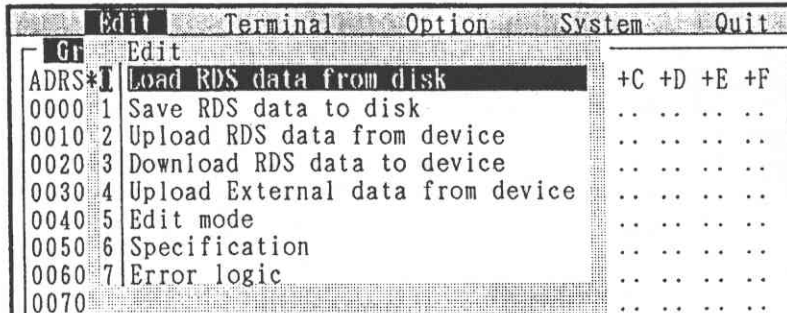 Edit Terminal Option System Quit
Gr Edit
ADRS* Load RDS data from disk +C +D +E +F
0000 1 Save RDS data to disk .. .. .. ..
0010 2 Upload RDS data from device .. .. .. ..
0020 3 Download RDS data to device .. .. .. ..
0030 4 Upload External data from device .. .. .. ..
0040 5 Edit mode .. .. .. ..
0050 6 Specification .. .. .. ..
0060 7 Error logic .. .. .. ..
0070 .. .. .. ..